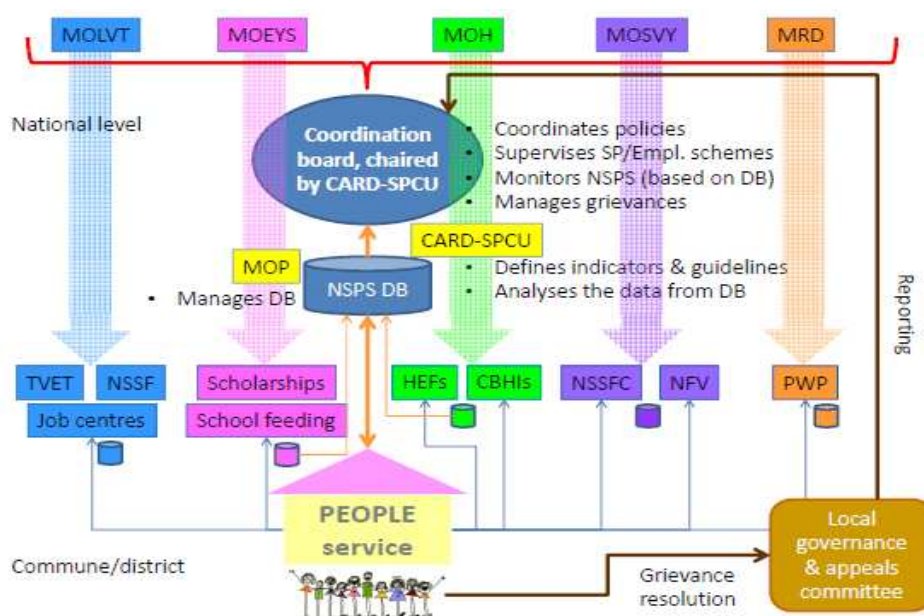 MOLVT
MOEYS
MOH
MOSVY
MRD
National level
Coordination
board, chaired
by CARD-SPCU
• Coordinates policies
• Supervises SP/Empl. schemes
• Monitors NSPS (based on DB)
• Manages grievances
CARD-SPCU
MOP
• Manages DB
NSPS DB
• Defines indicators & guidelines
• Analyses the data from DB
Reporting
TVET
NSSF
Job centres
Scholarships
School feeding
HEFs
CBHIs
NSSFC
NFV
PWP
PEOPLE
service
Commune/district
Grievance
resolution
Local
governance
& appeals
committee